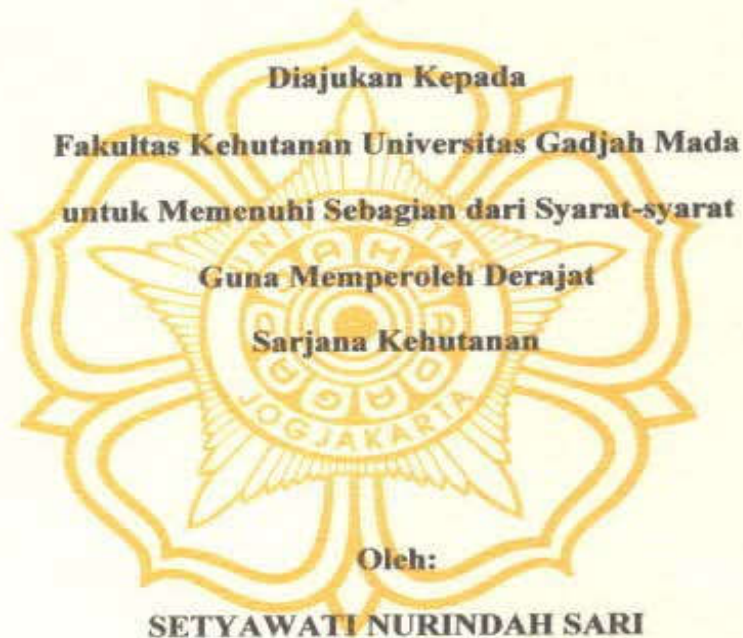 Diajukan Kepada
Fakultas Kehutanan Universitas Gadjah Mada
untuk Memenuhi Sebagian dari Syarat-syarat
Guna Memperoleh Derajat
Sarjana Kehutanan
JOGJAKARTA
Oleh:
SETYAWATI NURINDAH SARI